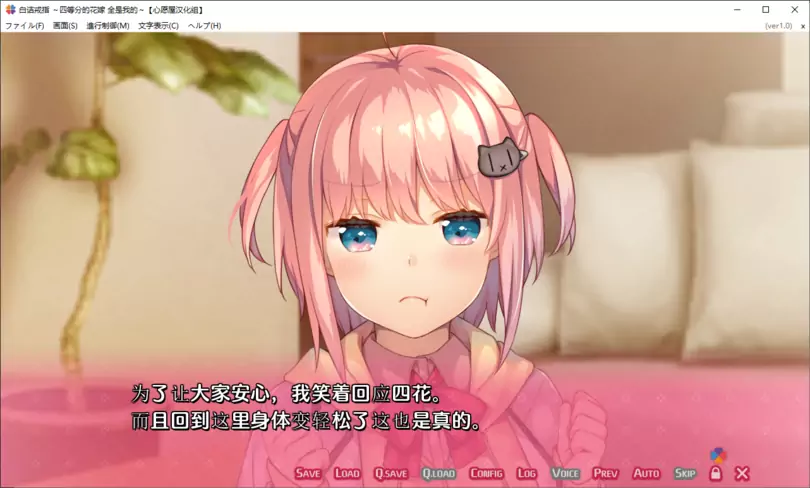 白诘戒指 ～四等分的花嫁 全是我的～【心愿屋汉化组】
ファイル(F) 画面(S) 進行制御(M) 文字表示(C) ヘルプ(H) (ver1.0) ×
为了让大家安心，我笑着回应四花。
而且回到这里身体变轻松了这也是真的。
SAVE LOAD Q.SAVE Q.LOAD CONFIG LOG VOICE PREV AUTO SKIP